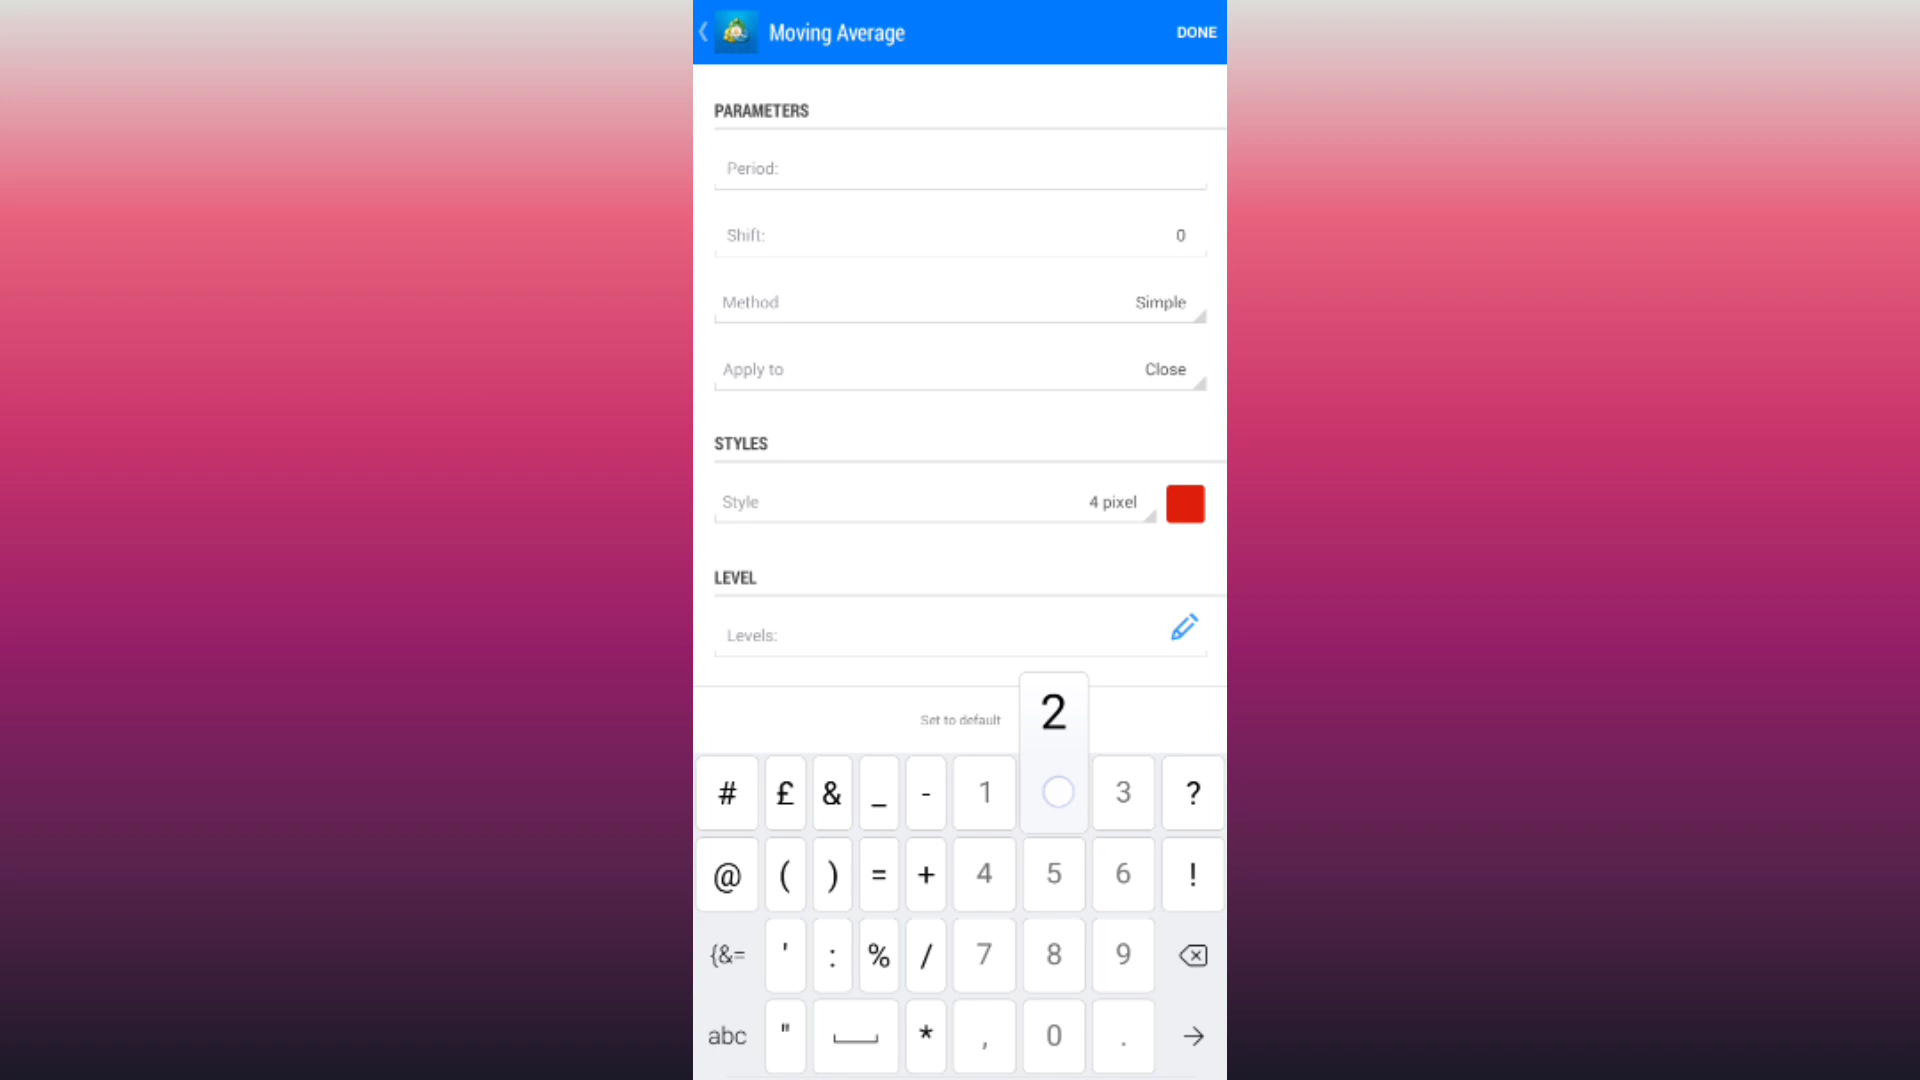 Moving Average DONE
PARAMETERS
Period:
Shift: 0
Method Simple
Apply to Close
STYLES
Style 4 pixel
LEVEL
Levels:
Set to default 2
# £ & _ - 1 3 ?
@ ( ) = + 4 5 6 !
{&= ' : % / 7 8 9
abc " * , 0 .